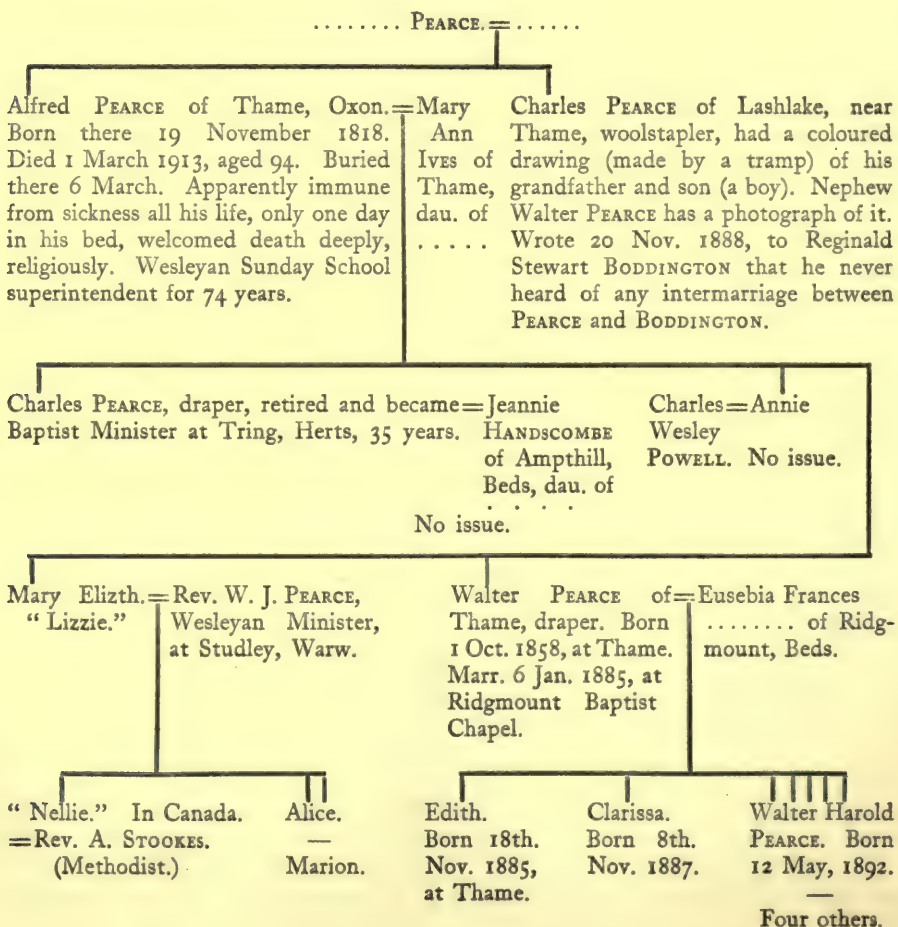 ........ PEARCE. = ......
Alfred PEARCE of Thame, Oxon. =
Born there 19 November 1818.
Died 1 March 1913, aged 94. Buried
there 6 March. Apparently immune
from sickness all his life, only one day
in his bed, welcomed death deeply,
religiously. Wesleyan Sunday School
superintendent for 74 years.
Mary
Ann
IVES of
Thame,
dau. of
.....
Charles PEARCE of Lashlake, near
Thame, woolstapler, had a coloured
drawing (made by a tramp) of his
grandfather and son (a boy). Nephew
Walter PEARCE has a photograph of it.
Wrote 20 Nov. 1888, to Reginald
Stewart BODDINGTON that he never
heard of any intermarriage between
PEARCE and BODDINGTON.
Charles PEARCE, draper, retired and became =
Baptist Minister at Tring, Herts, 35 years.
Jeannie
HANDSCOMBE
of Ampthill,
Beds, dau. of
. . . . .
No issue.
Charles = Annie
Wesley
POWELL. No issue.
Mary Elizth. =
"Lizzie."
Rev. W. J. PEARCE,
Wesleyan Minister,
at Studley, Warw.
Walter PEARCE of =
Thame, draper. Born
1 Oct. 1858, at Thame.
Marr. 6 Jan. 1885, at
Ridgmount Baptist
Chapel.
Eusebia Frances
........ of Ridg-
mount, Beds.
"Nellie." In Canada.
= Rev. A. STOOKES.
(Methodist.)
Alice.
—
Marion.
Edith.
Born 18th.
Nov. 1885,
at Thame.
Clarissa.
Born 8th.
Nov. 1887.
Walter Harold
PEARCE. Born
12 May, 1892.
—
Four others.